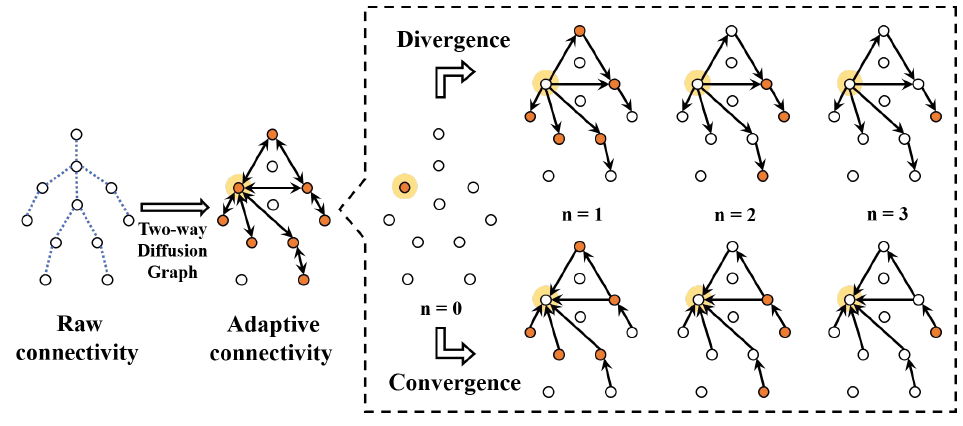 Raw
connectivity
Two-way
Diffusion
Graph
Adaptive
connectivity
Divergence
n = 0
Convergence
n = 1
n = 2
n = 3